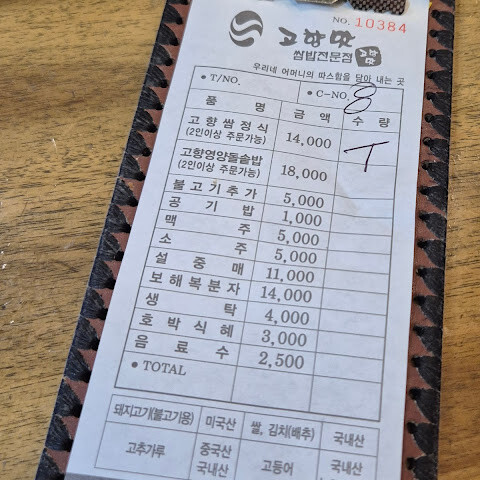 NO. 10384
고향맛
쌈밥전문점 고향맛
우리네 어머니의 따스함을 담아 내는 곳
• T/NO. • C-NO. 8
품 명 금 액 수 량
고향쌈정식 14,000 T
(2인이상 주문가능)
고향영양돌솥밥 18,000
(2인이상 주문가능)
불고기추가 5,000
공기밥 1,000
맥주 5,000
소주 5,000
설중매 11,000
보해복분자 14,000
생탁 4,000
호박식혜 3,000
음료수 2,500
• TOTAL
돼지고기(불고기용) 미국산 쌀, 김치(배추) 국내산
고추가루 중국산 고등어 국내산
국내산